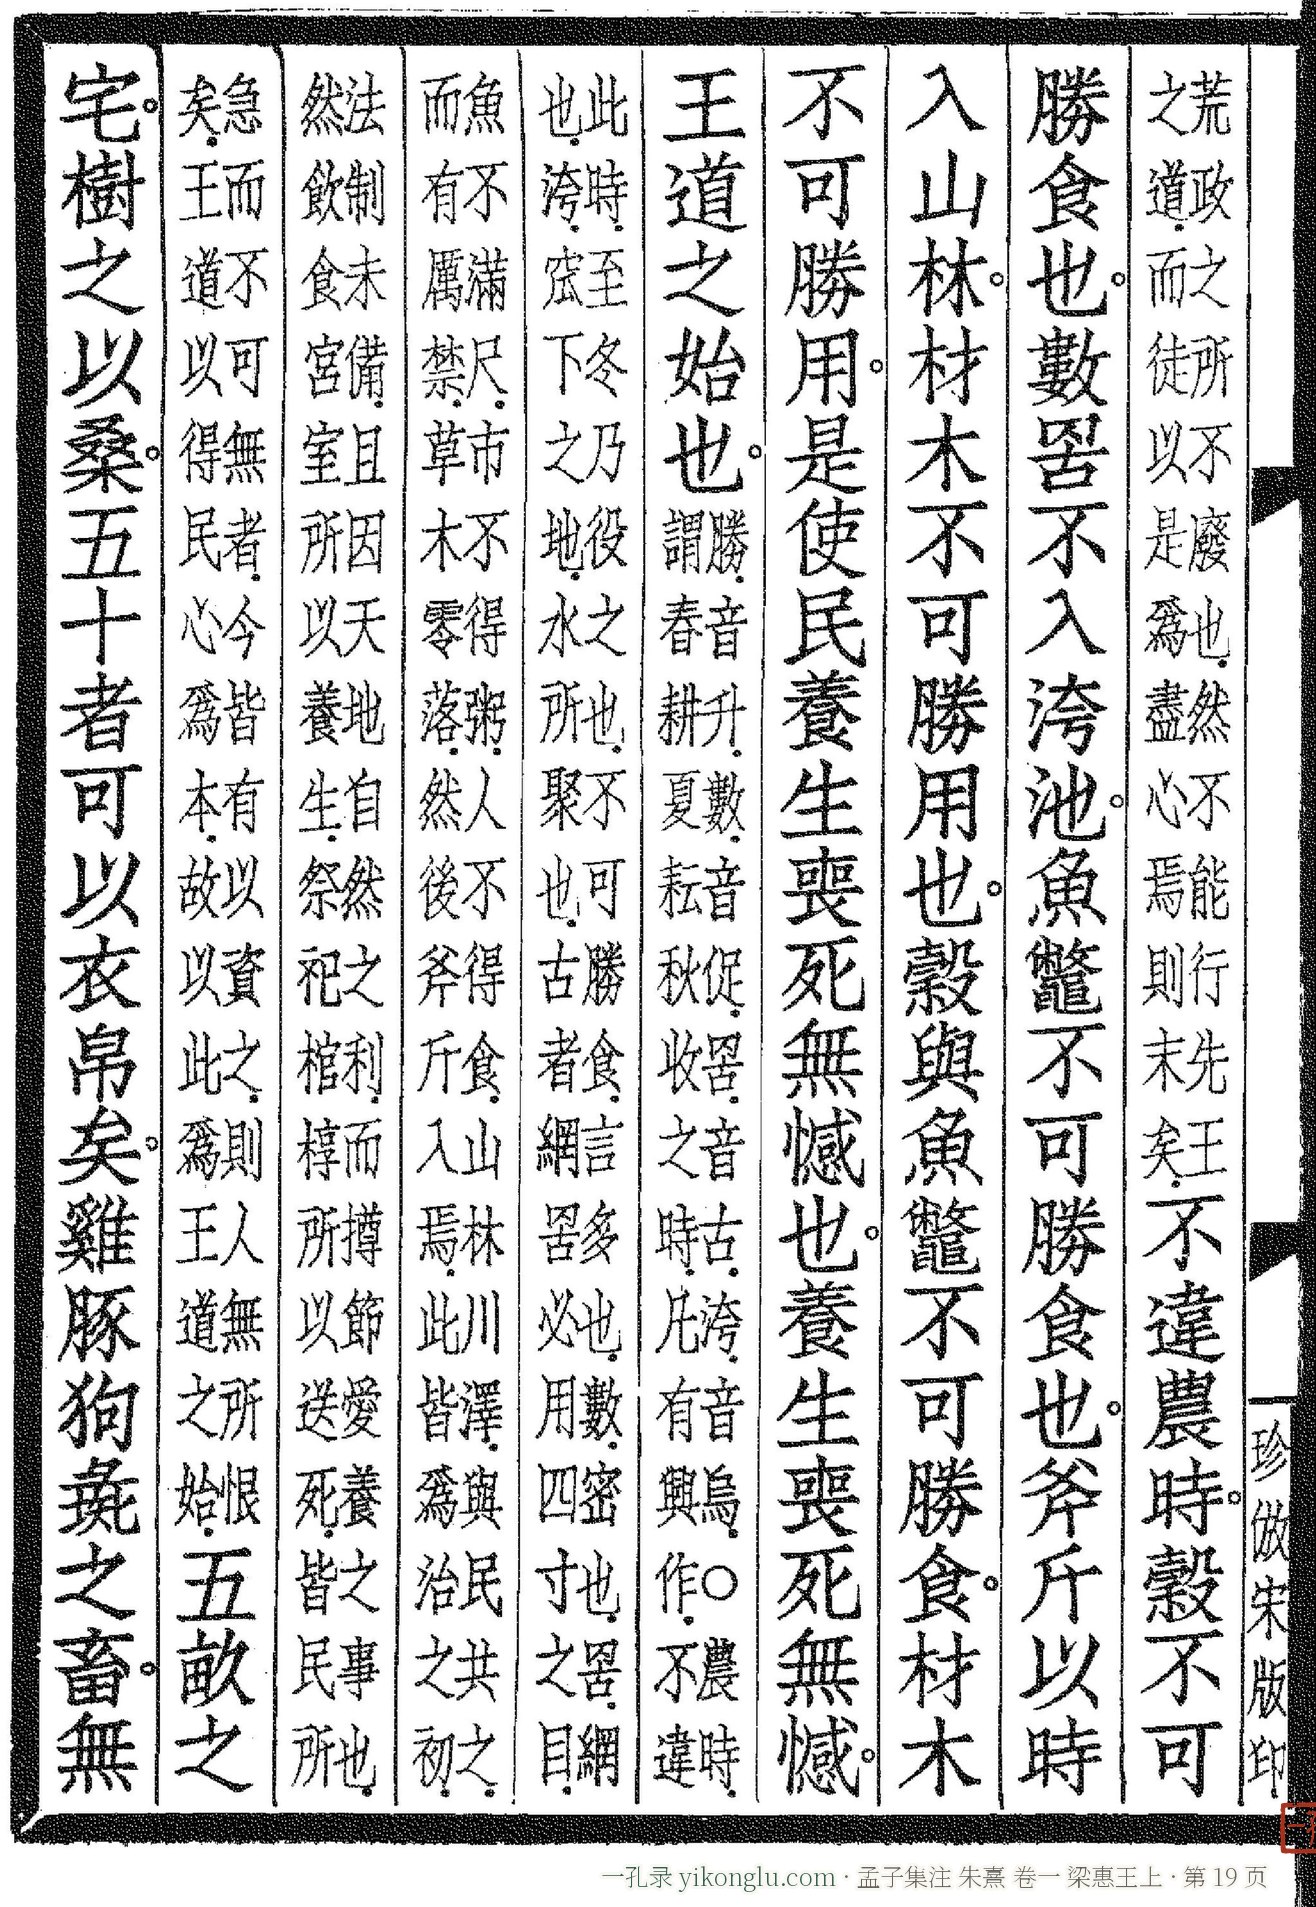 珍倣宋版印
荒政之所不廢也。然不能行先王
之道。而徒以是爲盡心焉則末矣。
不違農時。穀不可
勝食也。數罟不入洿池。魚鼈不可勝食也。斧斤以時
入山林。材木不可勝用也。穀與魚鼈不可勝食。材木
不可勝用。是使民養生喪死無憾也。養生喪死無憾。
王道之始也。
勝。音升。數。音促。罟。音古。洿。音烏。○農時。
謂春耕夏耘秋收之時。凡有興作。不違
此時。至冬乃役之也。不可勝食。言多也。數。密也。罟。網
也。洿。窊下之地。水所聚也。古者網罟必用四寸之目。
魚不滿尺。市不得粥。人不得食。山林川澤。與民共之。
而有厲禁。草木零落。然後斧斤入焉。此皆爲治之初。
法制未備。且因天地自然之利。而撙節愛養之事也。
然飲食宮室所以養生。祭祀棺椁所以送死。皆民所
急而不可無者。今皆有以資之。則人無所恨
矣。王道以得民心爲本。故以此爲王道之始。
五畝之
宅。樹之以桑。五十者可以衣帛矣。雞豚狗彘之畜。無
一孔录 yikonglu.com · 孟子集注 朱熹 卷一 梁惠王上 · 第 19 页